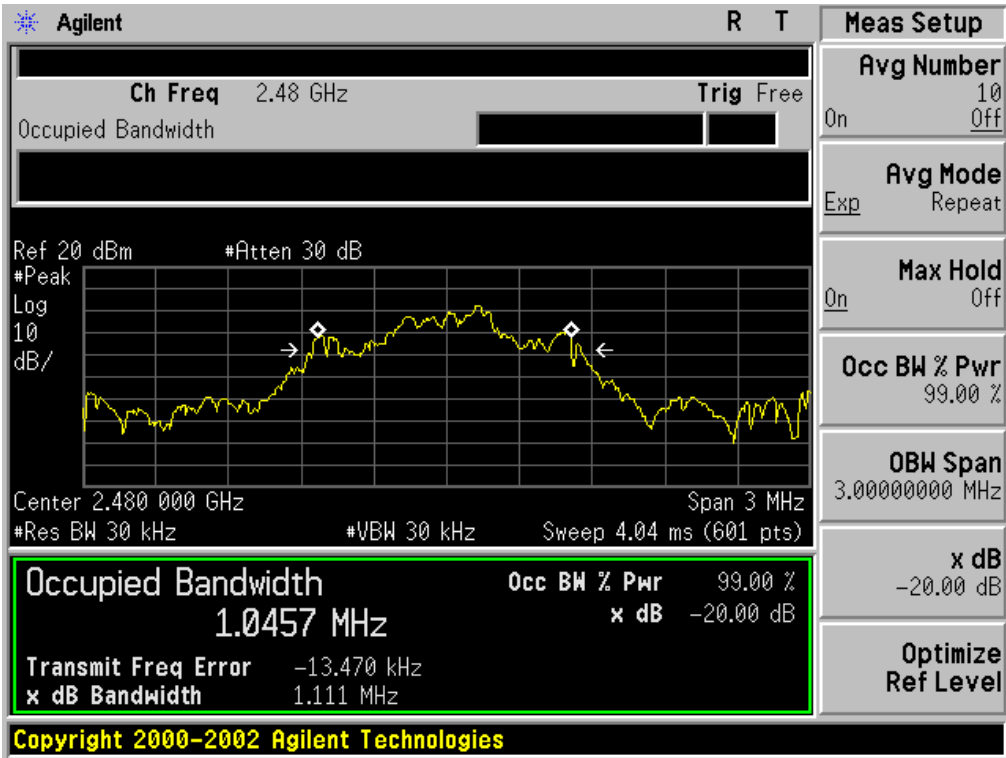 Agilent R T
Ch Freq 2.48 GHz Trig Free
Occupied Bandwidth
Ref 20 dBm #Atten 30 dB
#Peak
Log
10
dB/
Center 2.480 000 GHz Span 3 MHz
#Res BW 30 kHz #VBW 30 kHz Sweep 4.04 ms (601 pts)
Occupied Bandwidth Occ BW % Pwr 99.00 %
1.0457 MHz x dB -20.00 dB
Transmit Freq Error -13.470 kHz
x dB Bandwidth 1.111 MHz
Copyright 2000-2002 Agilent Technologies
Meas Setup
Avg Number
10
On Off
Avg Mode
Exp Repeat
Max Hold
On Off
Occ BW % Pwr
99.00 %
OBW Span
3.00000000 MHz
x dB
-20.00 dB
Optimize
Ref Level